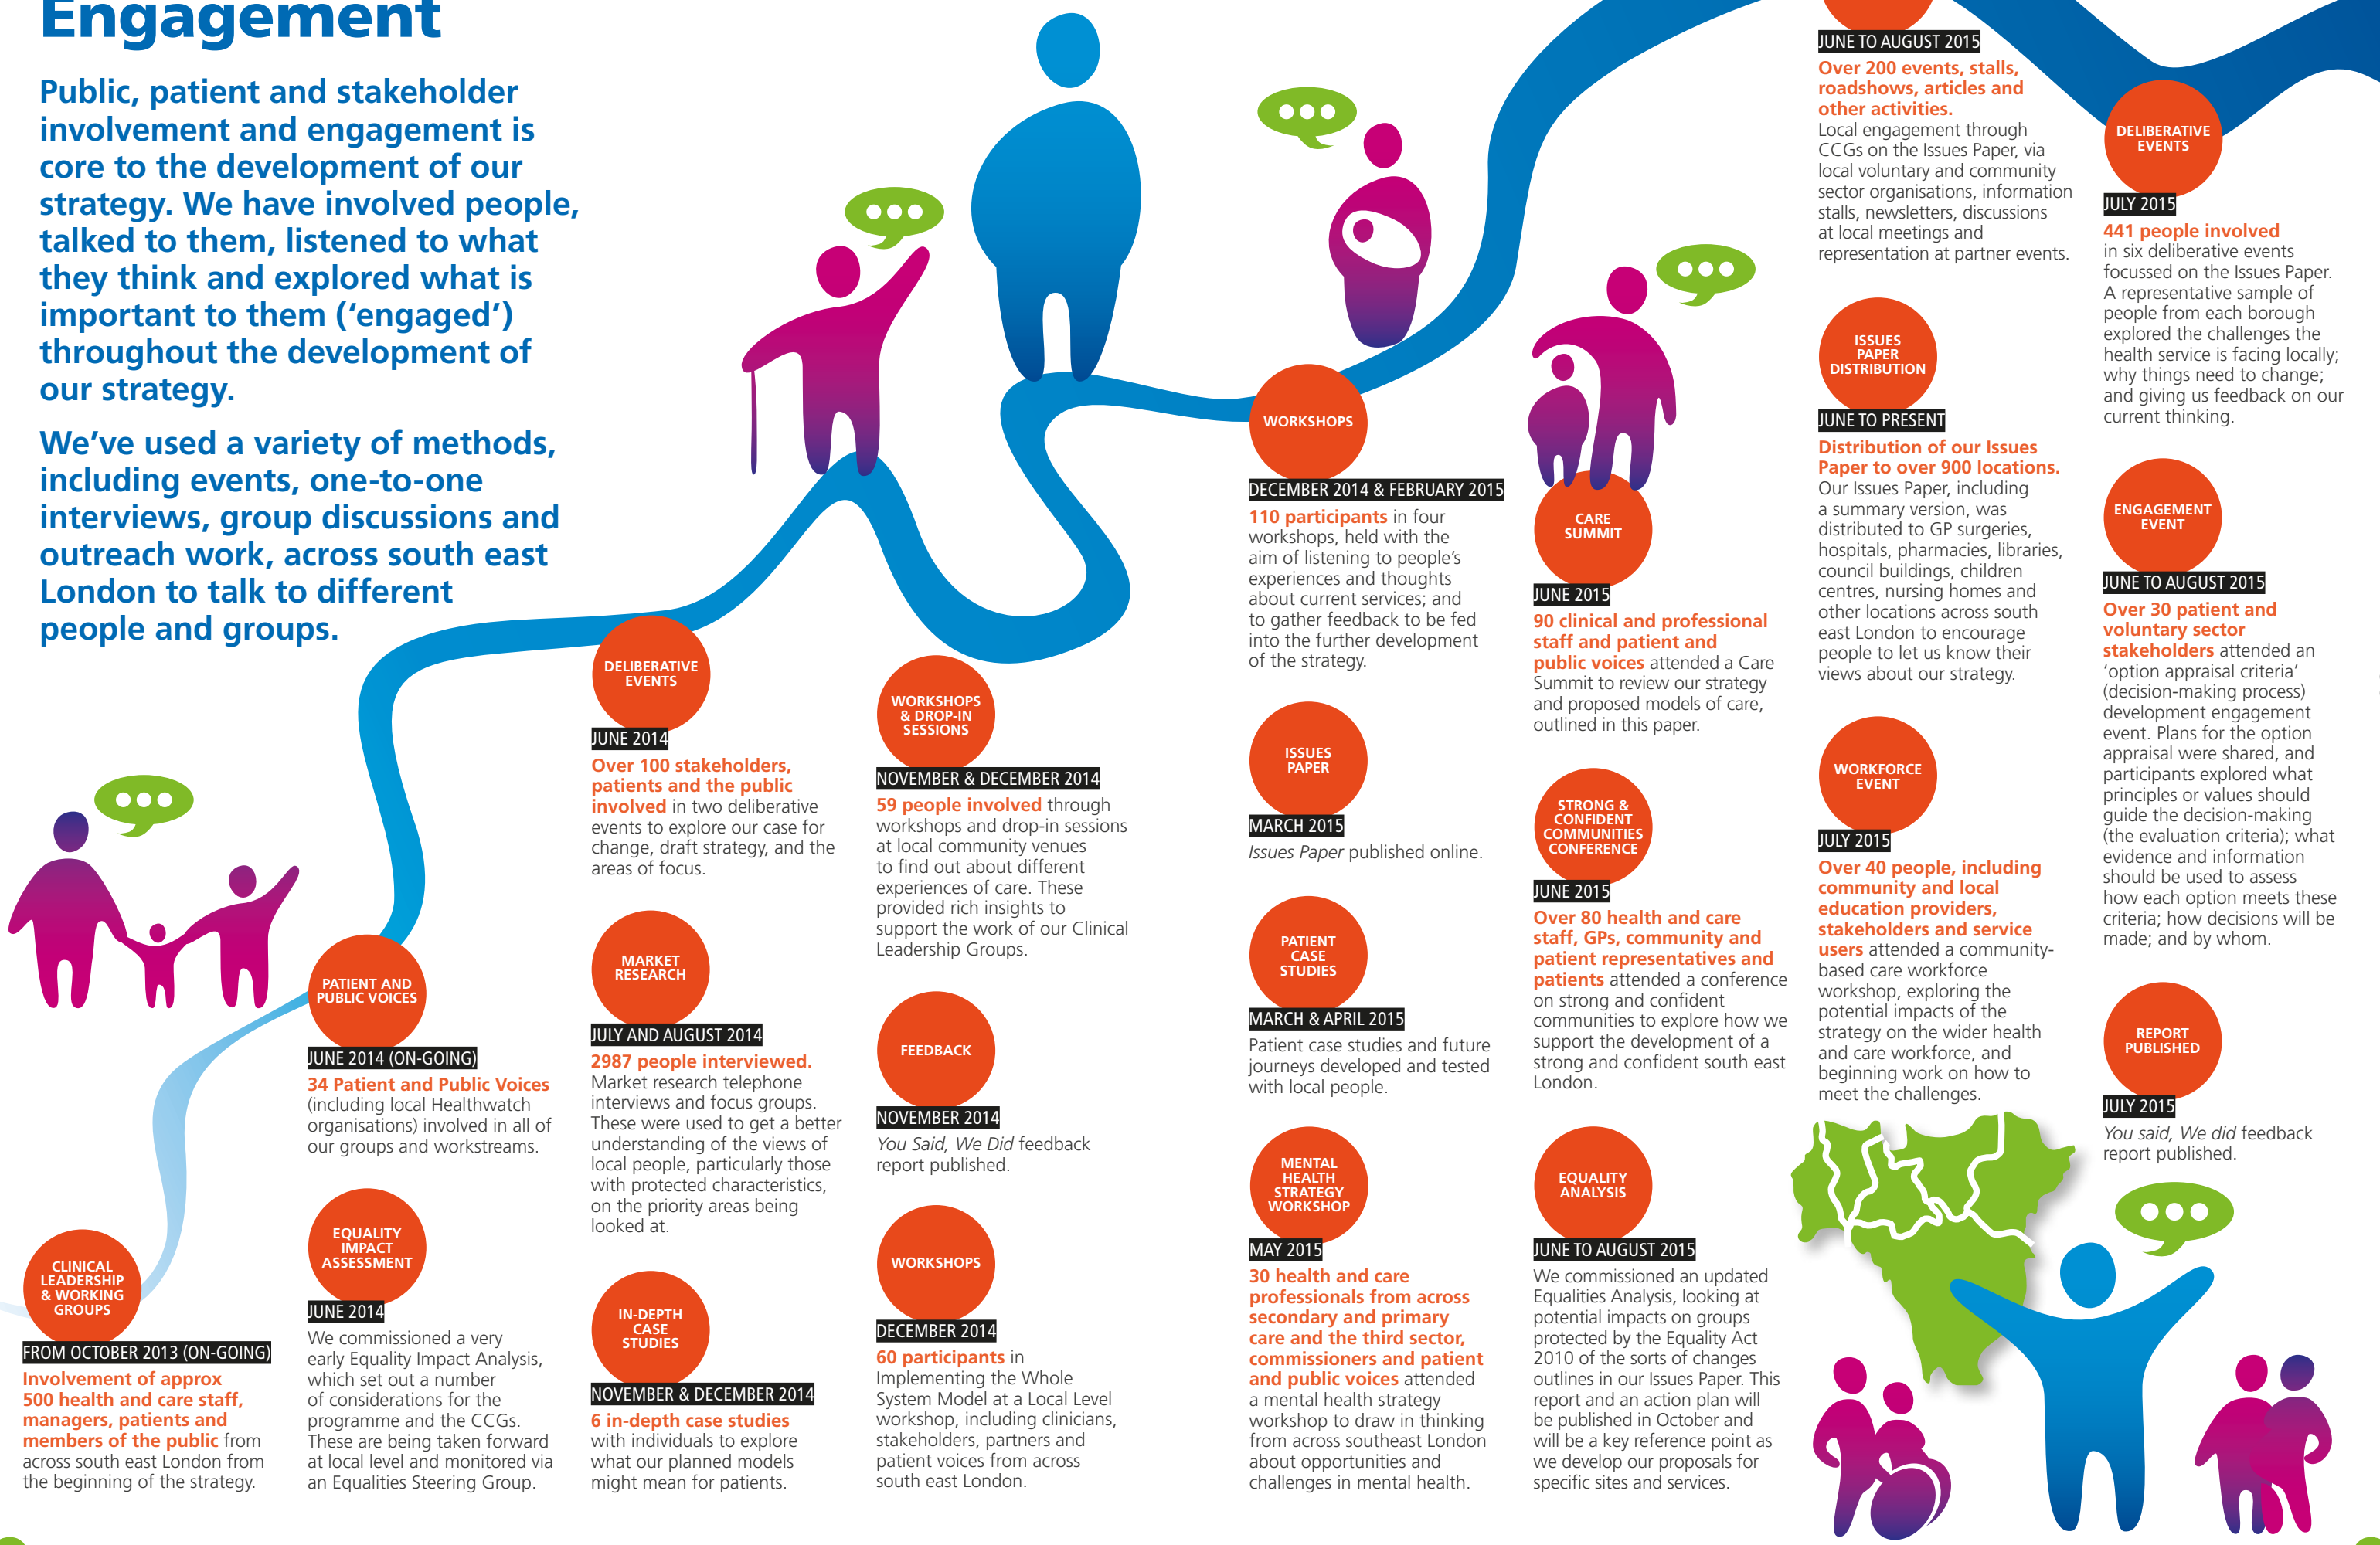 Engagement
Public, patient and stakeholder
involvement and engagement is
core to the development of our
strategy. We have involved people,
talked to them, listened to what
they think and explored what is
important to them (‘engaged’)
throughout the development of
our strategy.
We’ve used a variety of methods,
including events, one-to-one
interviews, group discussions and
outreach work, across south east
London to talk to different
people and groups.
CLINICAL
LEADERSHIP
& WORKING
GROUPS
FROM OCTOBER 2013 (ON-GOING)
Involvement of approx
500 health and care staff,
managers, patients and
members of the public from
across south east London from
the beginning of the strategy.
PATIENT AND
PUBLIC VOICES
JUNE 2014 (ON-GOING)
34 Patient and Public Voices
(including local Healthwatch
organisations) involved in all of
our groups and workstreams.
EQUALITY
IMPACT
ASSESSMENT
JUNE 2014
We commissioned a very
early Equality Impact Analysis,
which set out a number
of considerations for the
programme and the CCGs.
These are being taken forward
at local level and monitored via
an Equalities Steering Group.
DELIBERATIVE
EVENTS
JUNE 2014
Over 100 stakeholders,
patients and the public
involved in two deliberative
events to explore our case for
change, draft strategy, and the
areas of focus.
MARKET
RESEARCH
JULY AND AUGUST 2014
2987 people interviewed.
Market research telephone
interviews and focus groups.
These were used to get a better
understanding of the views of
local people, particularly those
with protected characteristics,
on the priority areas being
looked at.
IN-DEPTH
CASE
STUDIES
NOVEMBER & DECEMBER 2014
6 in-depth case studies
with individuals to explore
what our planned models
might mean for patients.
WORKSHOPS
& DROP-IN
SESSIONS
NOVEMBER & DECEMBER 2014
59 people involved through
workshops and drop-in sessions
at local community venues
to find out about different
experiences of care. These
provided rich insights to
support the work of our Clinical
Leadership Groups.
FEEDBACK
NOVEMBER 2014
You Said, We Did feedback
report published.
WORKSHOPS
DECEMBER 2014
60 participants in
Implementing the Whole
System Model at a Local Level
workshop, including clinicians,
stakeholders, partners and
patient voices from across
south east London.
WORKSHOPS
DECEMBER 2014 & FEBRUARY 2015
110 participants in four
workshops, held with the
aim of listening to people’s
experiences and thoughts
about current services; and
to gather feedback to be fed
into the further development
of the strategy.
ISSUES
PAPER
MARCH 2015
Issues Paper published online.
PATIENT
CASE
STUDIES
MARCH & APRIL 2015
Patient case studies and future
journeys developed and tested
with local people.
MENTAL
HEALTH
STRATEGY
WORKSHOP
MAY 2015
30 health and care
professionals from across
secondary and primary
care and the third sector,
commissioners and patient
and public voices attended
a mental health strategy
workshop to draw in thinking
from across southeast London
about opportunities and
challenges in mental health.
CARE
SUMMIT
JUNE 2015
90 clinical and professional
staff and patient and
public voices attended a Care
Summit to review our strategy
and proposed models of care,
outlined in this paper.
STRONG &
CONFIDENT
COMMUNITIES
CONFERENCE
JUNE 2015
Over 80 health and care
staff, GPs, community and
patient representatives and
patients attended a conference
on strong and confident
communities to explore how we
support the development of a
strong and confident south east
London.
EQUALITY
ANALYSIS
JUNE TO AUGUST 2015
We commissioned an updated
Equalities Analysis, looking at
potential impacts on groups
protected by the Equality Act
2010 of the sorts of changes
outlines in our Issues Paper. This
report and an action plan will
be published in October and
will be a key reference point as
we develop our proposals for
specific sites and services.
JUNE TO AUGUST 2015
Over 200 events, stalls,
roadshows, articles and
other activities.
Local engagement through
CCGs on the Issues Paper, via
local voluntary and community
sector organisations, information
stalls, newsletters, discussions
at local meetings and
representation at partner events.
ISSUES
PAPER
DISTRIBUTION
JUNE TO PRESENT
Distribution of our Issues
Paper to over 900 locations.
Our Issues Paper, including
a summary version, was
distributed to GP surgeries,
hospitals, pharmacies, libraries,
council buildings, children
centres, nursing homes and
other locations across south
east London to encourage
people to let us know their
views about our strategy.
WORKFORCE
EVENT
JULY 2015
Over 40 people, including
community and local
education providers,
stakeholders and service
users attended a community-
based care workforce
workshop, exploring the
potential impacts of the
strategy on the wider health
and care workforce, and
beginning work on how to
meet the challenges.
DELIBERATIVE
EVENTS
JULY 2015
441 people involved
in six deliberative events
focussed on the Issues Paper.
A representative sample of
people from each borough
explored the challenges the
health service is facing locally;
why things need to change;
and giving us feedback on our
current thinking.
ENGAGEMENT
EVENT
JUNE TO AUGUST 2015
Over 30 patient and
voluntary sector
stakeholders attended an
‘option appraisal criteria’
(decision-making process)
development engagement
event. Plans for the option
appraisal were shared, and
participants explored what
principles or values should
guide the decision-making
(the evaluation criteria); what
evidence and information
should be used to assess
how each option meets these
criteria; how decisions will be
made; and by whom.
REPORT
PUBLISHED
JULY 2015
You said, We did feedback
report published.